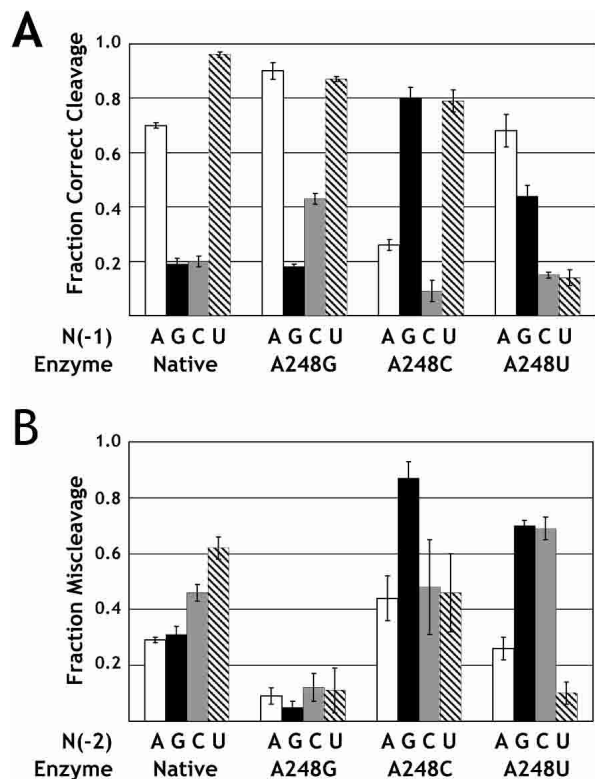 A
Fraction Correct Cleavage
1.0
0.8
0.6
0.4
0.2
N(-1) A G C U A G C U A G C U A G C U
Enzyme Native A248G A248C A248U
B
Fraction Miscleavage
1.0
0.8
0.6
0.4
0.2
N(-2) A G C U A G C U A G C U A G C U
Enzyme Native A248G A248C A248U